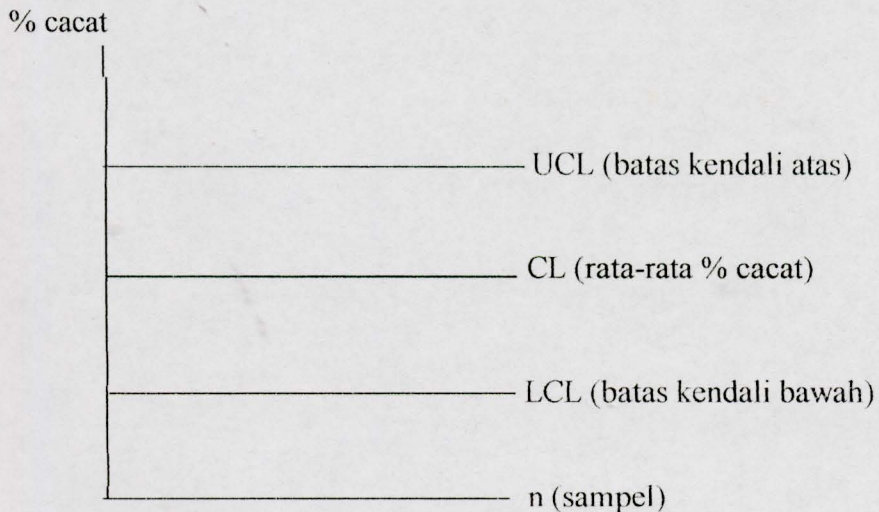 % cacat
UCL (batas kendali atas)
CL (rata-rata % cacat)
LCL (batas kendali bawah)
n (sampel)